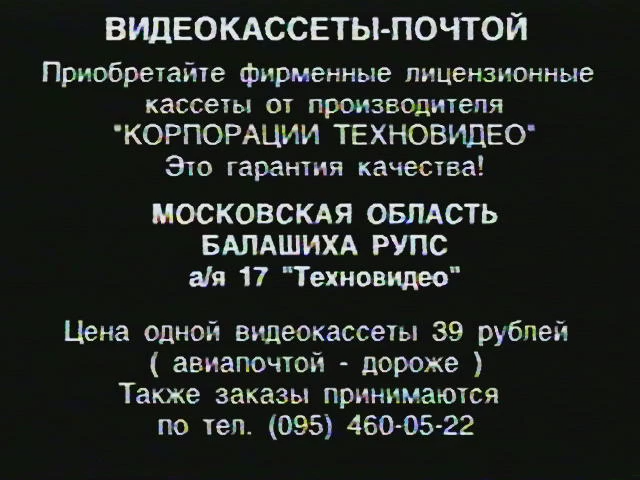 ВИДЕОКАССЕТЫ-ПОЧТОЙ
Приобретайте фирменные лицензионные
кассеты от производителя
"КОРПОРАЦИИ ТЕХНОВИДЕО"
Это гарантия качества!
МОСКОВСКАЯ ОБЛАСТЬ
БАЛАШИХА РУПС
а/я 17 "Техновидео"
Цена одной видеокассеты 39 рублей
( авиапочтой - дороже )
Также заказы принимаются
по тел. (095) 460-05-22